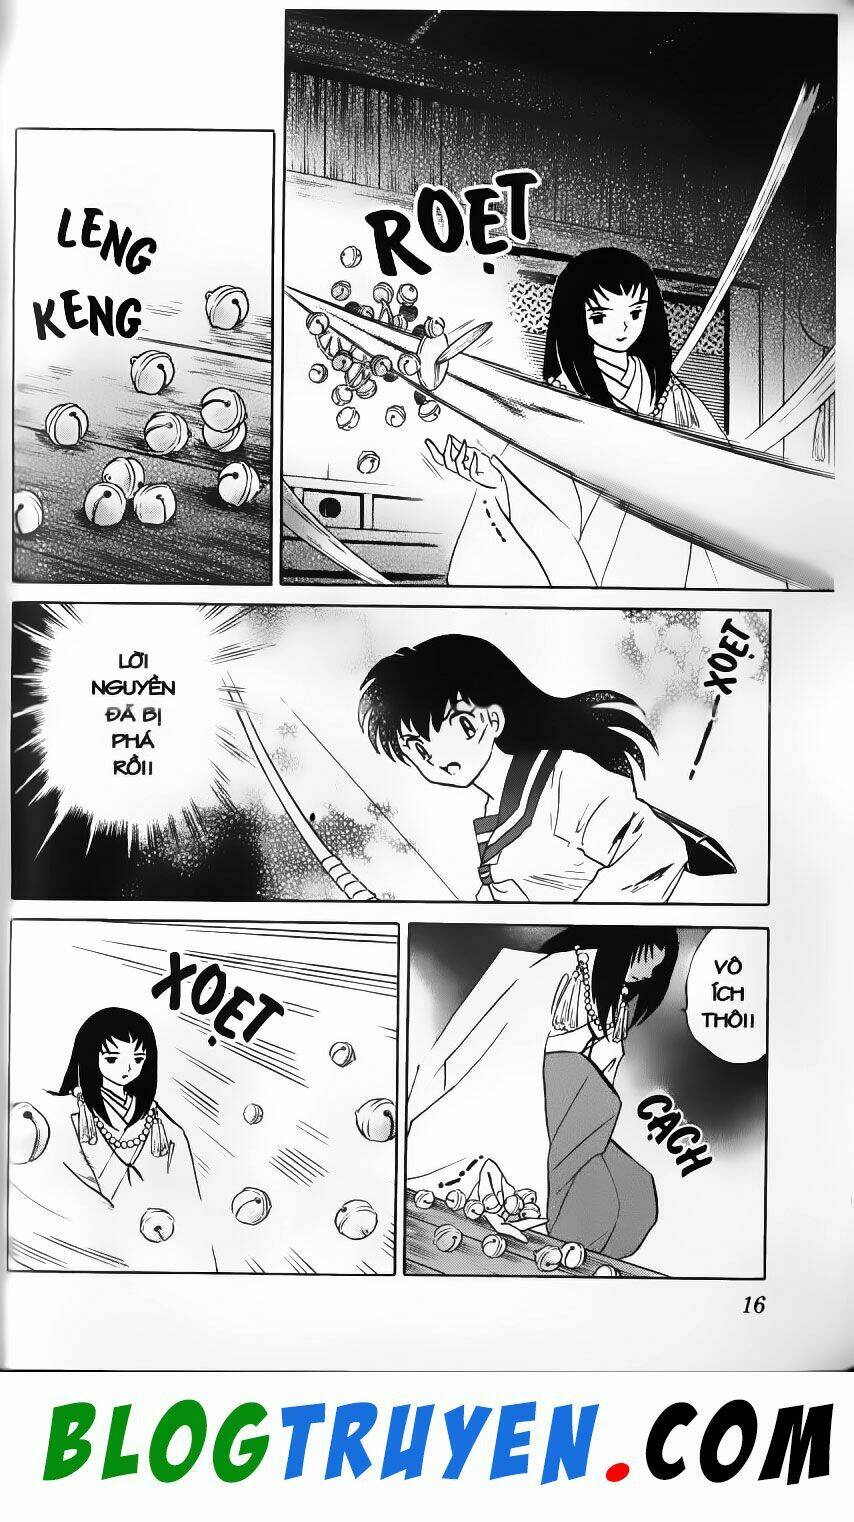 LENG
KENG
ROẸT
LỜI
NGUYỀN
ĐÃ BỊ
PHÁ
RỒI!
XOẸT
XOẸT
VÔ
ÍCH
THÔI!
CẠCH
16
BLOGTRUYEN.COM